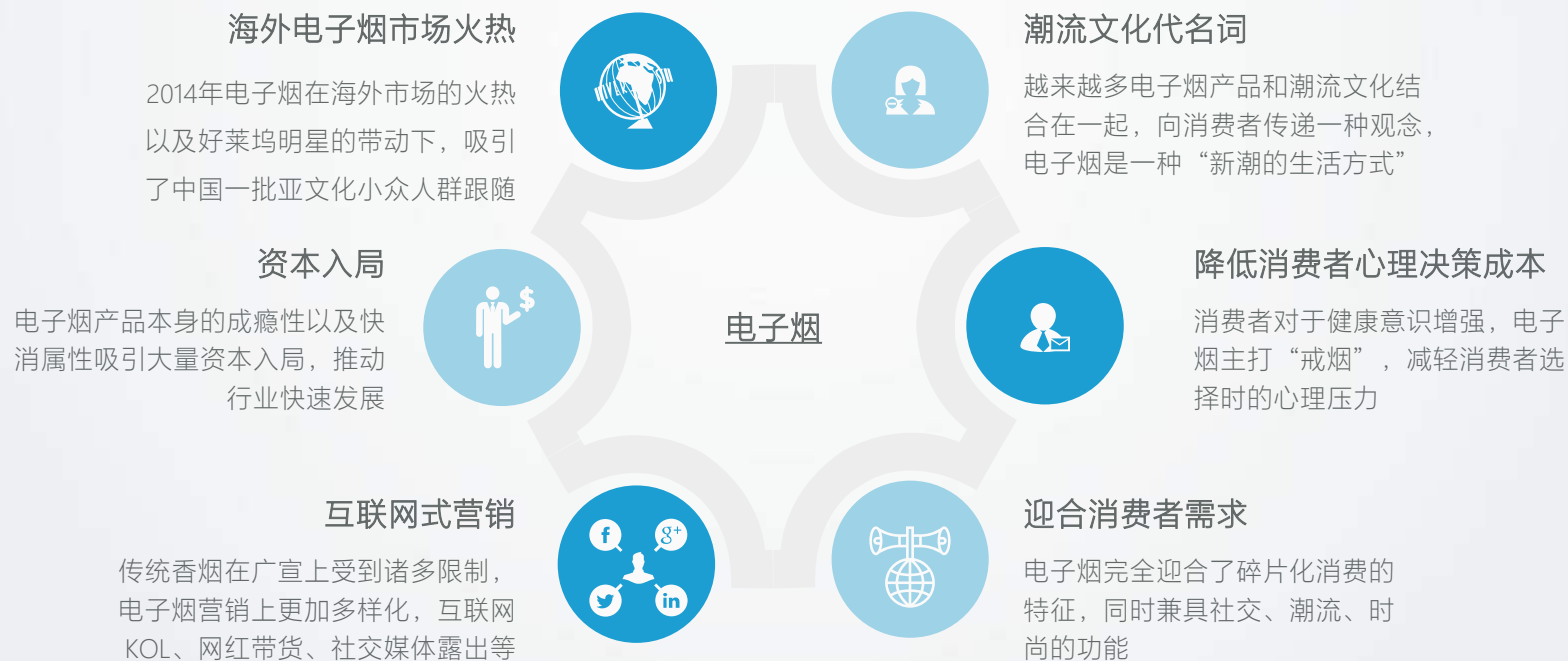 海外电子烟市场火热
2014年电子烟在海外市场的火热
以及好莱坞明星的带动下，吸引
了中国一批亚文化小众人群跟随
潮流文化代名词
越来越多电子烟产品和潮流文化结
合在一起，向消费者传递一种观念，
电子烟是一种“新潮的生活方式”
资本入局
电子烟产品本身的成瘾性以及快
消属性吸引大量资本入局，推动
行业快速发展
电子烟
降低消费者心理决策成本
消费者对于健康意识增强，电子
烟主打“戒烟”，减轻消费者选
择时的心理压力
互联网式营销
传统香烟在广宣上受到诸多限制，
电子烟营销上更加多样化，互联网
KOL、网红带货、社交媒体露出等
f
g+
in
迎合消费者需求
电子烟完全迎合了碎片化消费的
特征，同时兼具社交、潮流、时
尚的功能